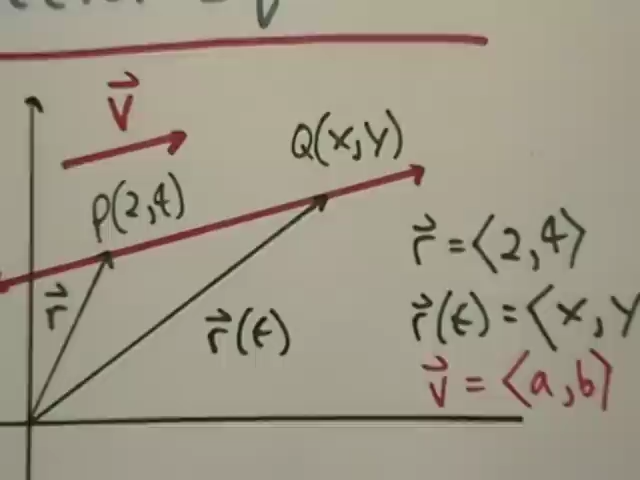 v⃗
Q(x,y)
P(2,4)
r⃗ = ⟨2,4⟩
r⃗
r⃗(t)
r⃗(t) = ⟨x,y
v⃗ = ⟨a,b⟩